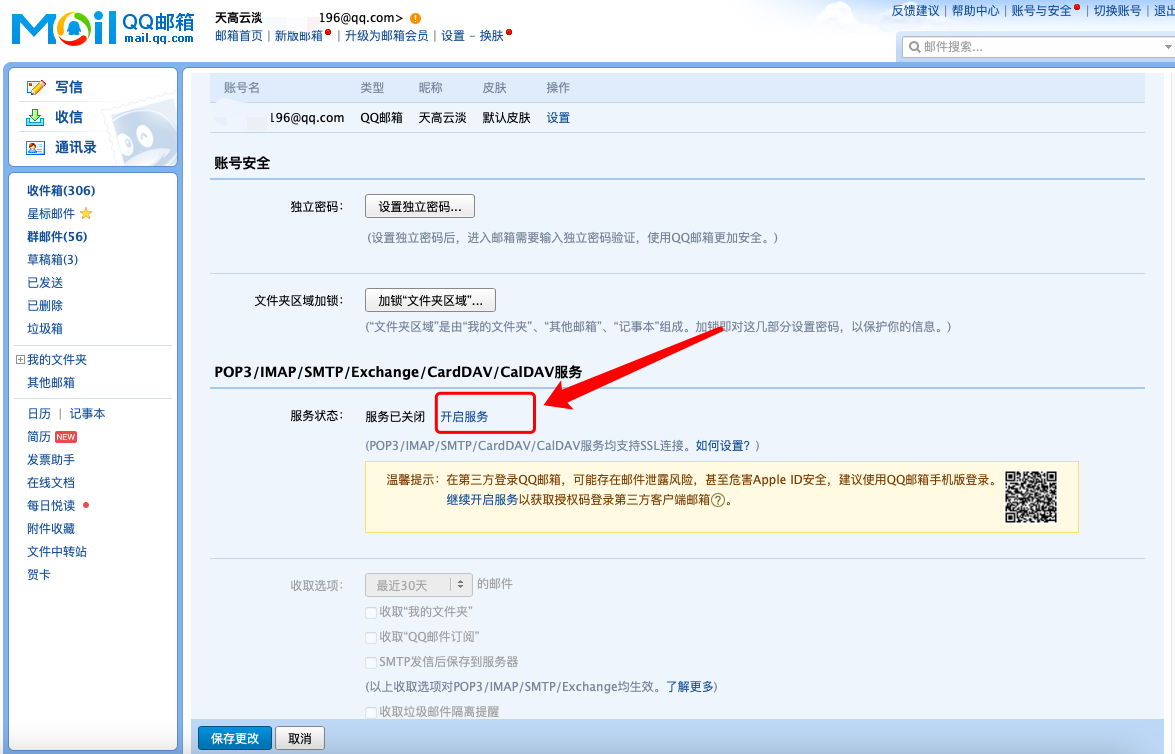 Mail QQ邮箱
mail.qq.com
天高云淡 196@qq.com>
邮箱首页 | 新版邮箱 | 升级为邮箱会员 | 设置 - 换肤
反馈建议 | 帮助中心 | 账号与安全 | 切换账号 | 退出
邮件搜索...
写信
收信
通讯录
收件箱(306)
星标邮件
群邮件(56)
草稿箱(3)
已发送
已删除
垃圾箱
我的文件夹
其他邮箱
日历 | 记事本
简历 NEW
发票助手
在线文档
每日悦读
附件收藏
文件中转站
贺卡
账号名 类型 昵称 皮肤 操作
196@qq.com QQ邮箱 天高云淡 默认皮肤 设置
账号安全
独立密码： 设置独立密码...
(设置独立密码后，进入邮箱需要输入独立密码验证，使用QQ邮箱更加安全。)
文件夹区域加锁： 加锁“文件夹区域”...
(“文件夹区域”是由“我的文件夹”、“其他邮箱”、“记事本”组成。加锁即对这几部分设置密码，以保护你的信息。)
POP3/IMAP/SMTP/Exchange/CardDAV/CalDAV服务
服务状态： 服务已关闭 开启服务
(POP3/IMAP/SMTP/CardDAV/CalDAV服务均支持SSL连接。如何设置？)
温馨提示：在第三方登录QQ邮箱，可能存在邮件泄露风险，甚至危害Apple ID安全，建议使用QQ邮箱手机版登录。
继续开启服务以获取授权码登录第三方客户端邮箱?。
收取选项： 最近30天 的邮件
收取“我的文件夹”
收取“QQ邮件订阅”
SMTP发信后保存到服务器
(以上收取选项对POP3/IMAP/SMTP/Exchange均生效。了解更多)
收取垃圾邮件隔离提醒
保存更改 取消